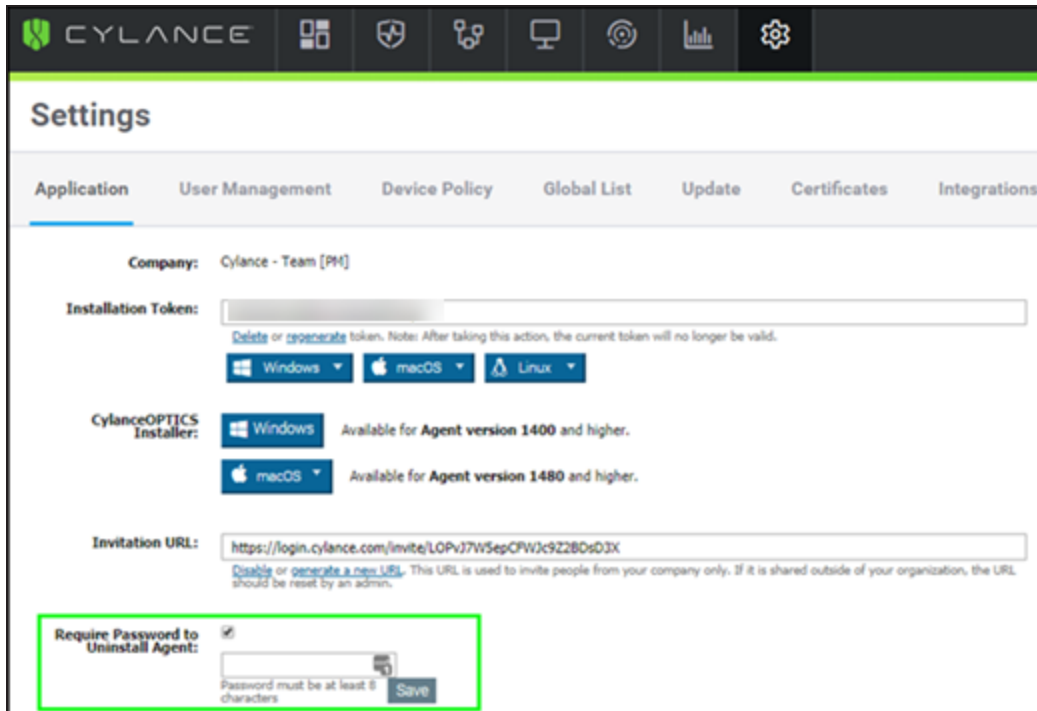 CYLANCE
Settings
Application User Management Device Policy Global List Update Certificates Integrations
Company: Cylance - Team [PM]
Installation Token:
Delete or regenerate token. Note: After taking this action, the current token will no longer be valid.
Windows macOS Linux
CylanceOPTICS
Installer: Windows Available for Agent version 1400 and higher.
macOS Available for Agent version 1480 and higher.
Invitation URL: https://login.cylance.com/invite/LOPvJ7WSepCFWJc9Z2BDsD3X
Disable or generate a new URL. This URL is used to invite people from your company only. If it is shared outside of your organization, the URL
should be reset by an admin.
Require Password to
Uninstall Agent:
Password must be at least 8
characters Save